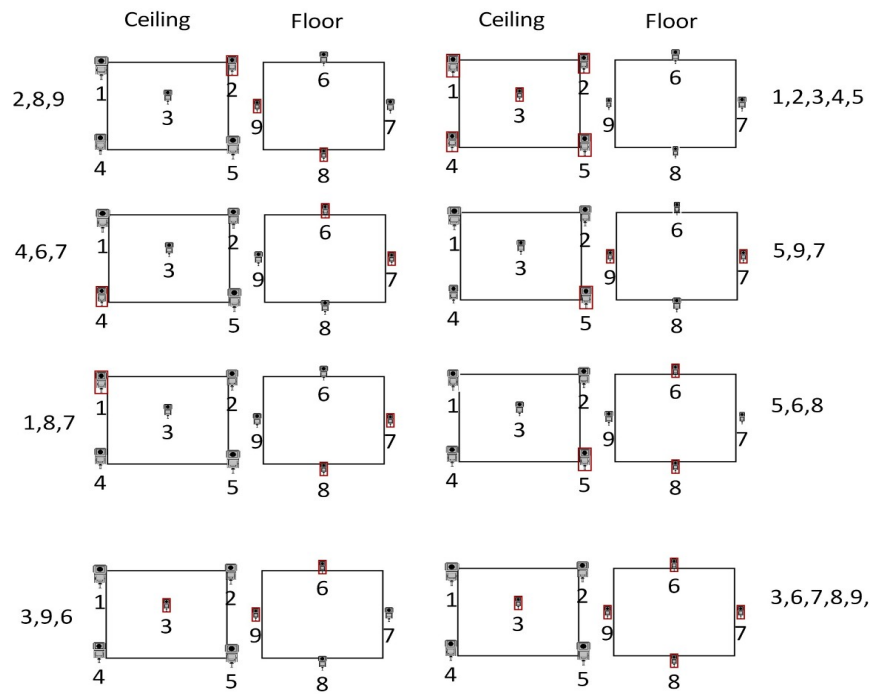 Ceiling Floor Ceiling Floor
6 6
2,8,9 1 2 1 2 1,2,3,4,5
3 9 7 3 9 7
4 5 8 4 5 8
6 6
4,6,7 1 2 1 2 5,9,7
3 9 7 3 9 7
4 5 8 4 5 8
6 6
1,8,7 1 2 1 2 5,6,8
3 9 7 3 9 7
4 5 8 4 5 8
6 6
3,9,6 1 2 1 2 3,6,7,8,9,
3 9 7 3 9 7
4 5 8 4 5 8